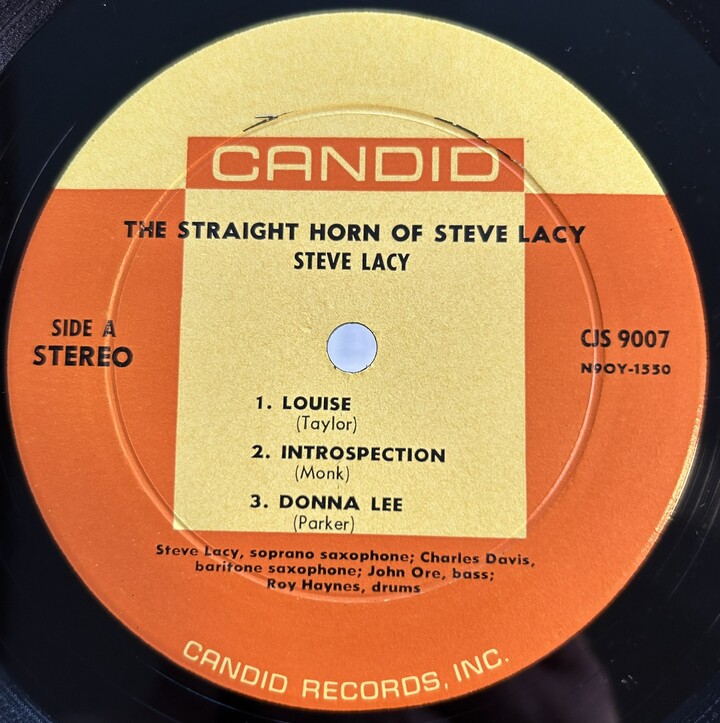 CANDID
THE STRAIGHT HORN OF STEVE LACY
STEVE LACY
SIDE A
STEREO
CJS 9007
N9OY-1550
1. LOUISE
(Taylor)
2. INTROSPECTION
(Monk)
3. DONNA LEE
(Parker)
Steve Lacy, soprano saxophone; Charles Davis,
baritone saxophone; John Ore, bass;
Roy Haynes, drums
CANDID RECORDS, INC.